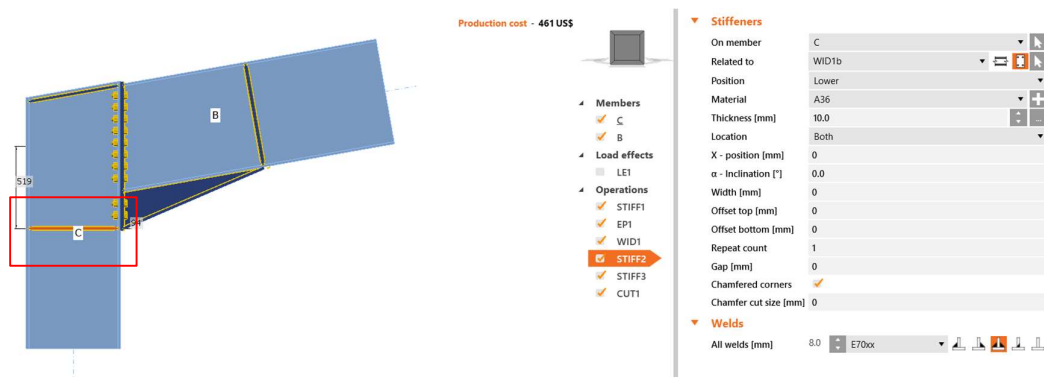 Production cost - 461 US$
B
519
C
Members
C
B
Load effects
LE1
Operations
STIFF1
EP1
WID1
STIFF2
STIFF3
CUT1
Stiffeners
On member C
Related to WID1b
Position Lower
Material A36
Thickness [mm] 10.0
Location Both
X - position [mm] 0
α - Inclination [°] 0.0
Width [mm] 0
Offset top [mm] 0
Offset bottom [mm] 0
Repeat count 1
Gap [mm] 0
Chamfered corners
Chamfer cut size [mm] 0
Welds
All welds [mm] 8.0 E70xx